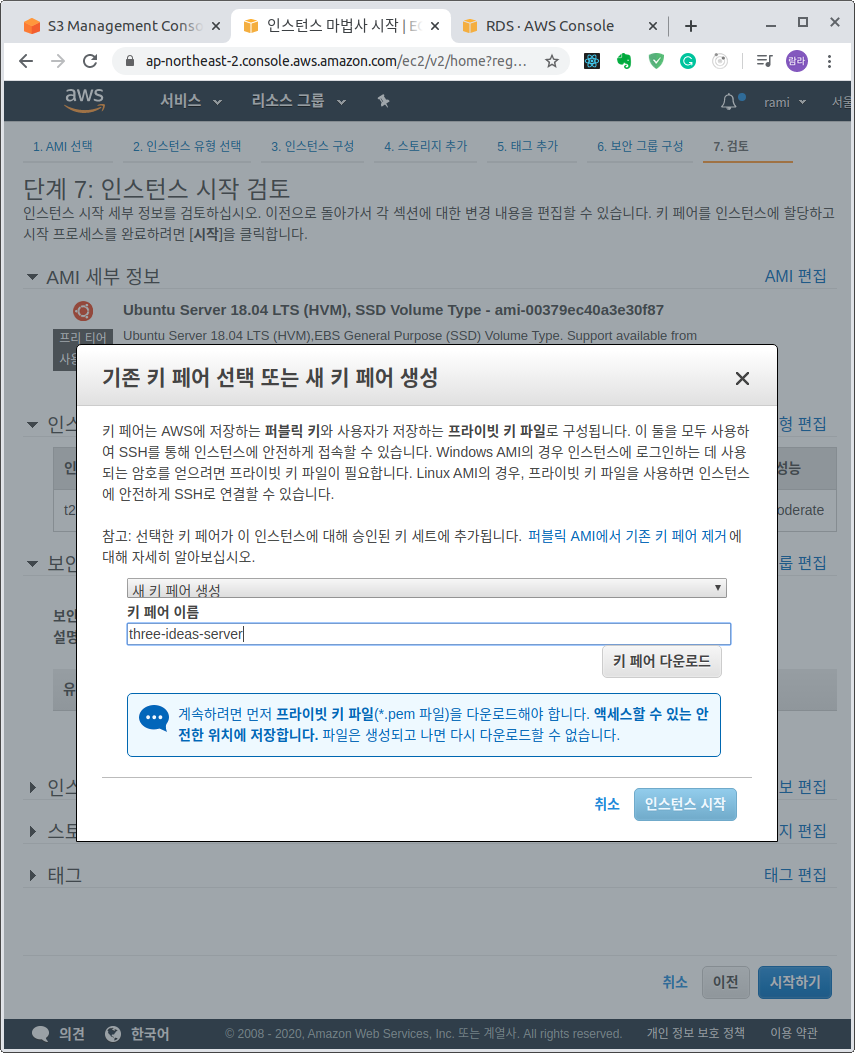 S3 Management Conso
인스턴스 마법사 시작 | EC
RDS · AWS Console
ap-northeast-2.console.aws.amazon.com/ec2/v2/home?reg...
람라
aws
서비스
리소스 그룹
rami
서울
1. AMI 선택
2. 인스턴스 유형 선택
3. 인스턴스 구성
4. 스토리지 추가
5. 태그 추가
6. 보안 그룹 구성
7. 검토
단계 7: 인스턴스 시작 검토
인스턴스 시작 세부 정보를 검토하십시오. 이전으로 돌아가서 각 섹션에 대한 변경 내용을 편집할 수 있습니다. 키 페어를 인스턴스에 할당하고
시작 프로세스를 완료하려면 [시작]을 클릭합니다.
AMI 세부 정보
AMI 편집
Ubuntu Server 18.04 LTS (HVM), SSD Volume Type - ami-00379ec40a3e30f87
프리 티어
Ubuntu Server 18.04 LTS (HVM),EBS General Purpose (SSD) Volume Type. Support available from
사용
기존 키 페어 선택 또는 새 키 페어 생성
키 페어는 AWS에 저장하는 퍼블릭 키와 사용자가 저장하는 프라이빗 키 파일로 구성됩니다. 이 둘을 모두 사용하
여 SSH를 통해 인스턴스에 안전하게 접속할 수 있습니다. Windows AMI의 경우 인스턴스에 로그인하는 데 사용
되는 암호를 얻으려면 프라이빗 키 파일이 필요합니다. Linux AMI의 경우, 프라이빗 키 파일을 사용하면 인스턴스
에 안전하게 SSH로 연결할 수 있습니다.
참고: 선택한 키 페어가 이 인스턴스에 대해 승인된 키 세트에 추가됩니다. 퍼블릭 AMI에서 기존 키 페어 제거에
대해 자세히 알아보십시오.
새 키 페어 생성
키 페어 이름
three-ideas-server
키 페어 다운로드
계속하려면 먼저 프라이빗 키 파일(*.pem 파일)을 다운로드해야 합니다. 액세스할 수 있는 안
전한 위치에 저장합니다. 파일은 생성되고 나면 다시 다운로드할 수 없습니다.
취소
인스턴스 시작
인스
형 편집
인
성능
t2
oderate
보안
룹 편집
보안
설명
유
인스
보 편집
스토
지 편집
태그
태그 편집
취소
이전
시작하기
의견
한국어
© 2008 - 2020, Amazon Web Services, Inc. 또는 계열사. All rights reserved.
개인 정보 보호 정책
이용 약관